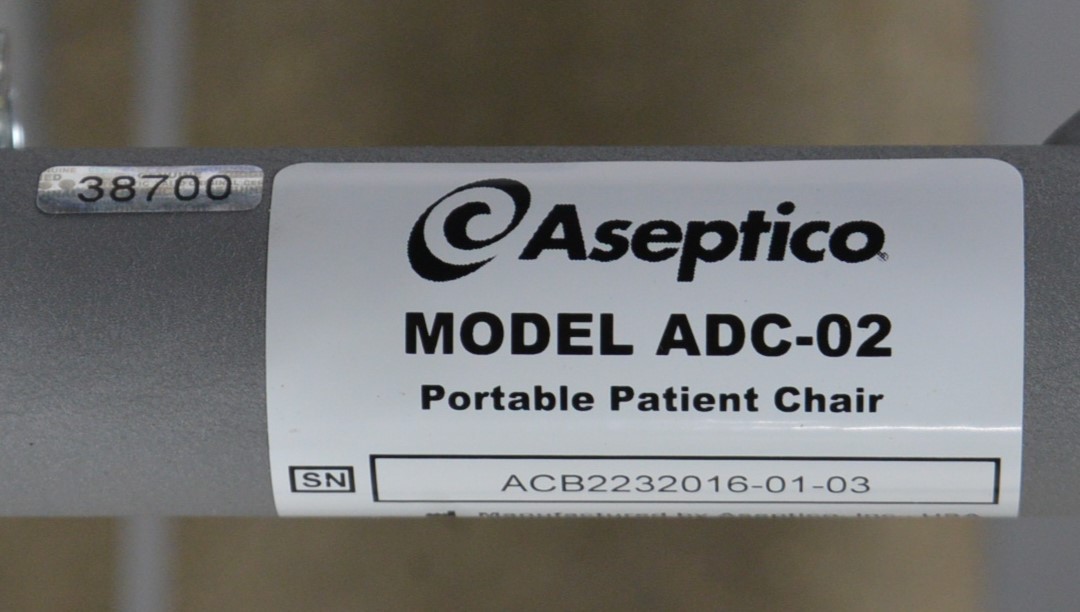 38700
Aseptico
MODEL ADC-02
Portable Patient Chair
SN
ACB2232016-01-03